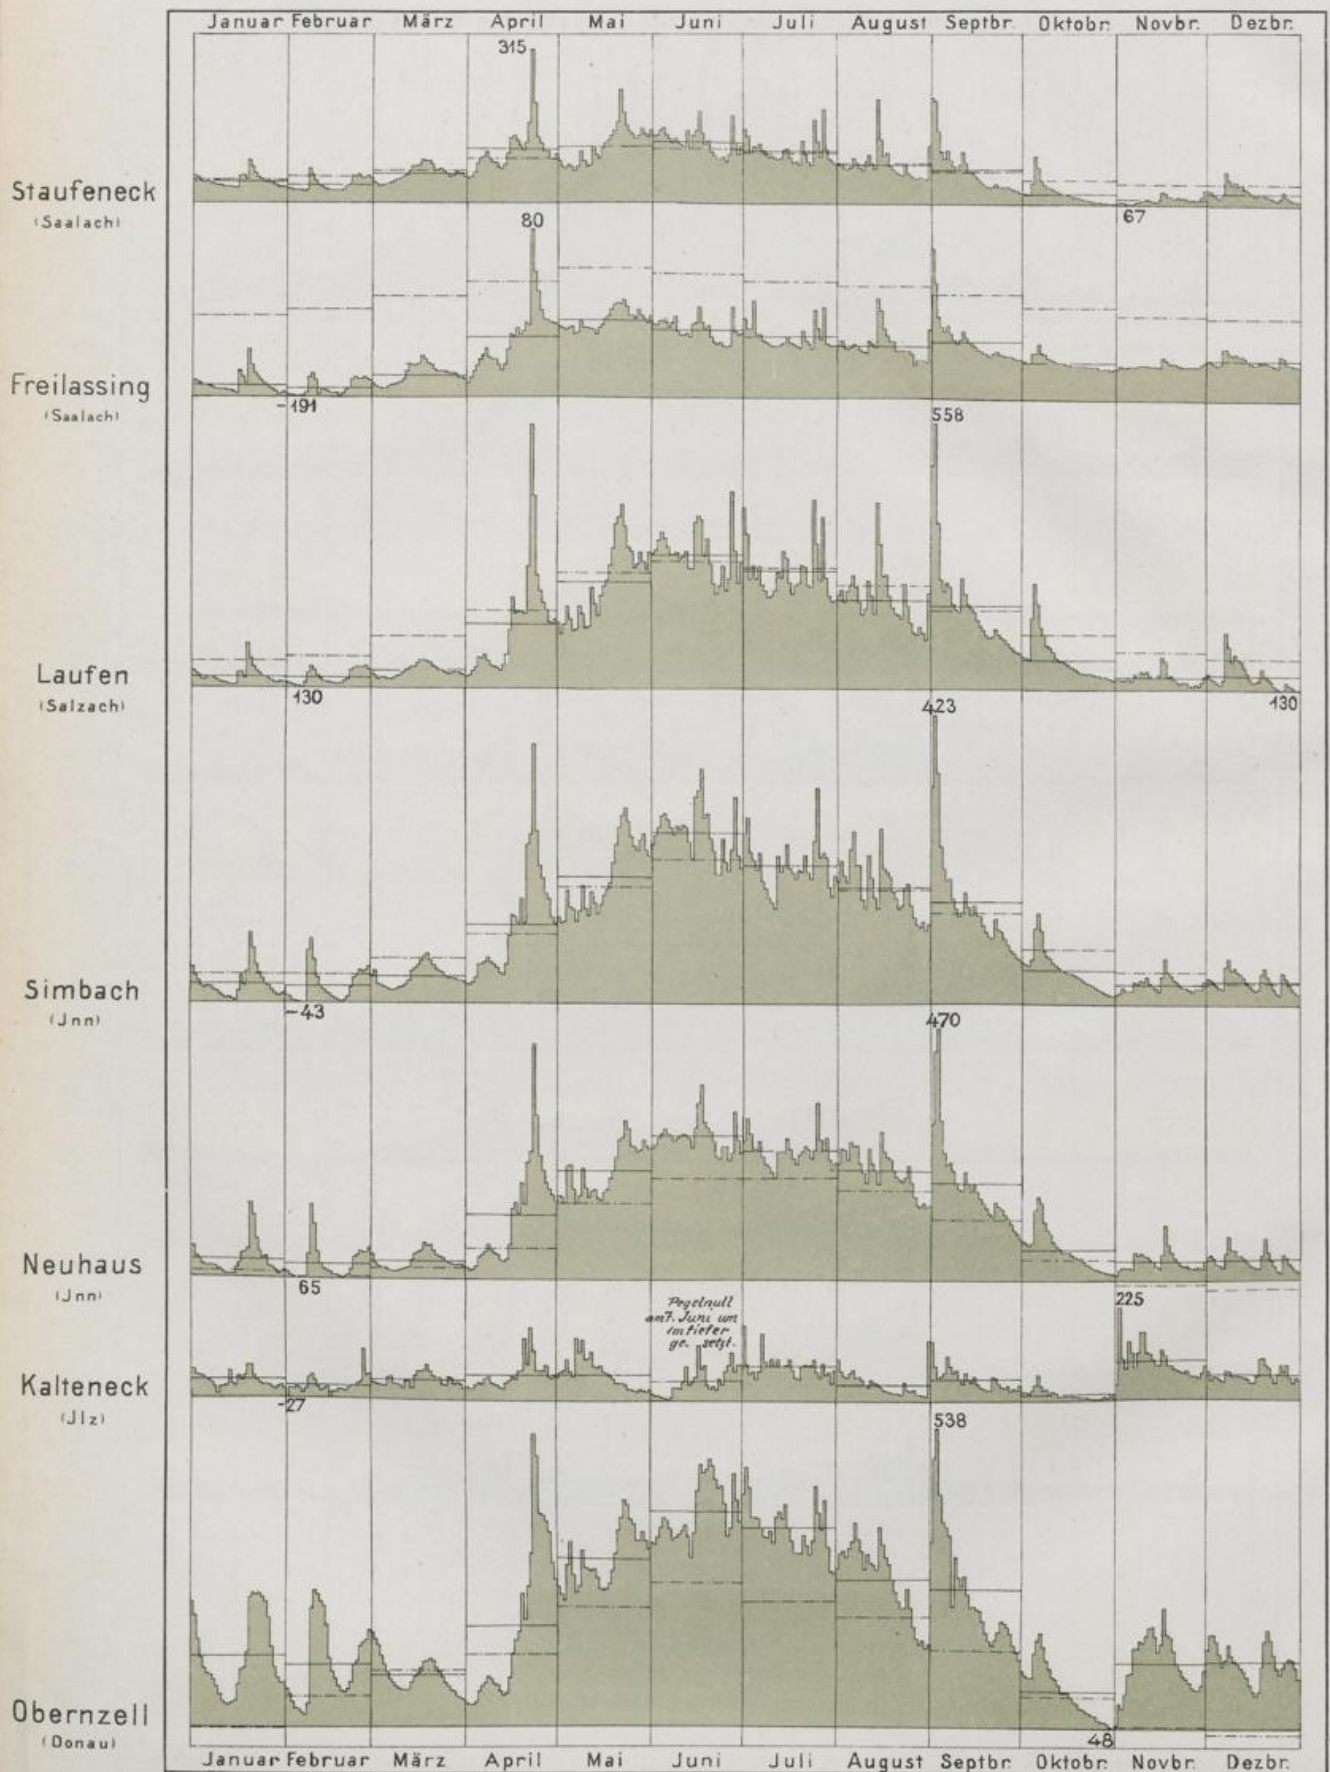 Januar Februar März April Mai Juni Juli August Septbr. Oktobr. Novbr. Dezbr.
315
Staufeneck
(Saalach)
67
80
Freilassing
(Saalach)
-191
558
Laufen
(Salzach)
130
130
423
Simbach
(Jnn)
-43
470
Neuhaus
(Jnn)
65
Pegelnull
am 7. Juni um
1m tiefer
ge. setzt.
225
Kalteneck
(Jlz)
-27
538
Obernzell
(Donau)
48
Januar Februar März April Mai Juni Juli August Septbr. Oktobr. Novbr. Dezbr.